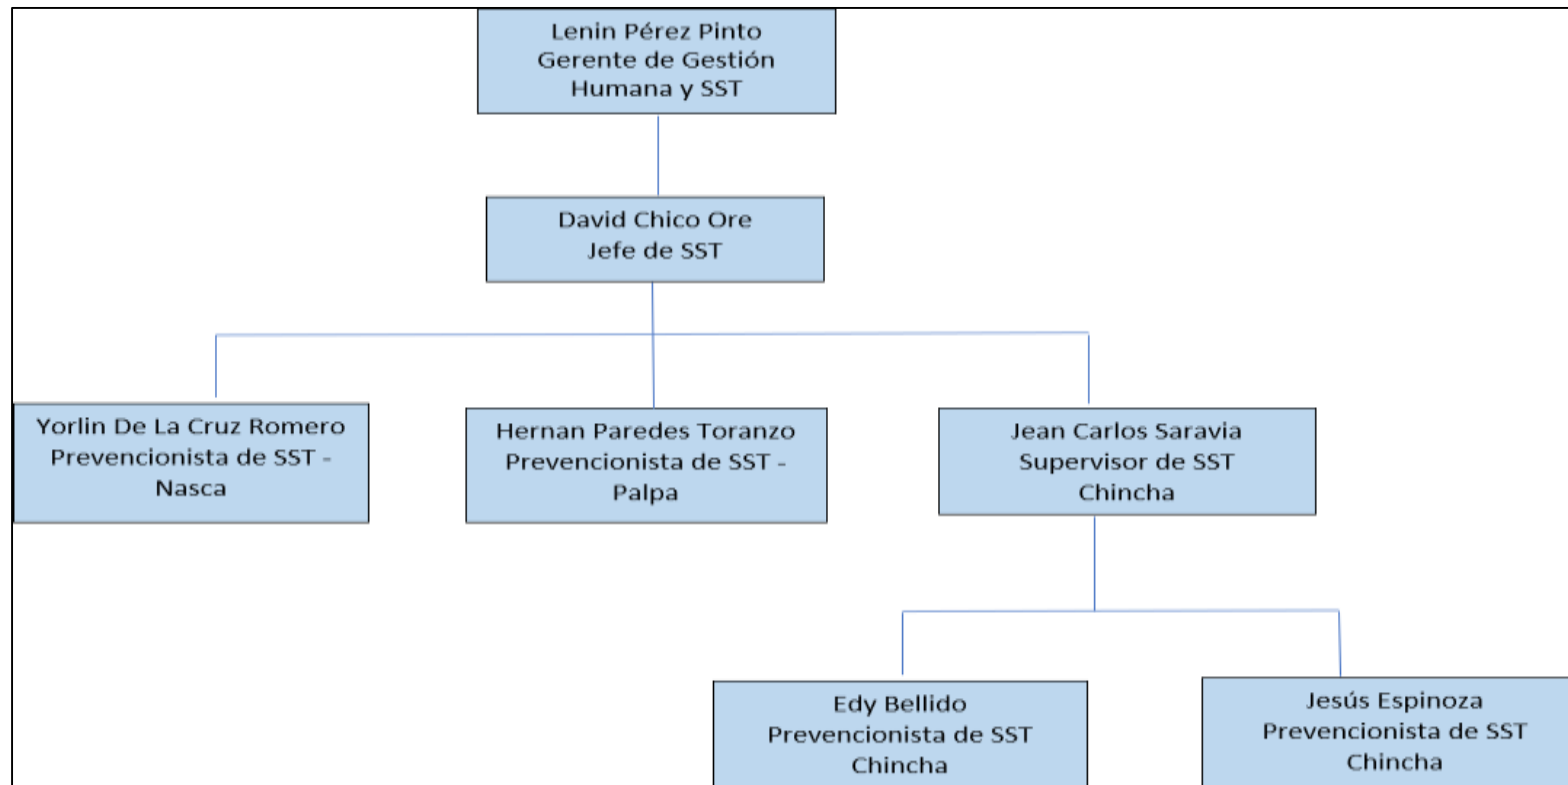 Lenin Pérez Pinto
Gerente de Gestión
Humana y SST
David Chico Ore
Jefe de SST
Yorlin De La Cruz Romero
Prevencionista de SST -
Nasca
Hernan Paredes Toranzo
Prevencionista de SST -
Palpa
Jean Carlos Saravia
Supervisor de SST
Chincha
Edy Bellido
Prevencionista de SST
Chincha
Jesús Espinoza
Prevencionista de SST
Chincha